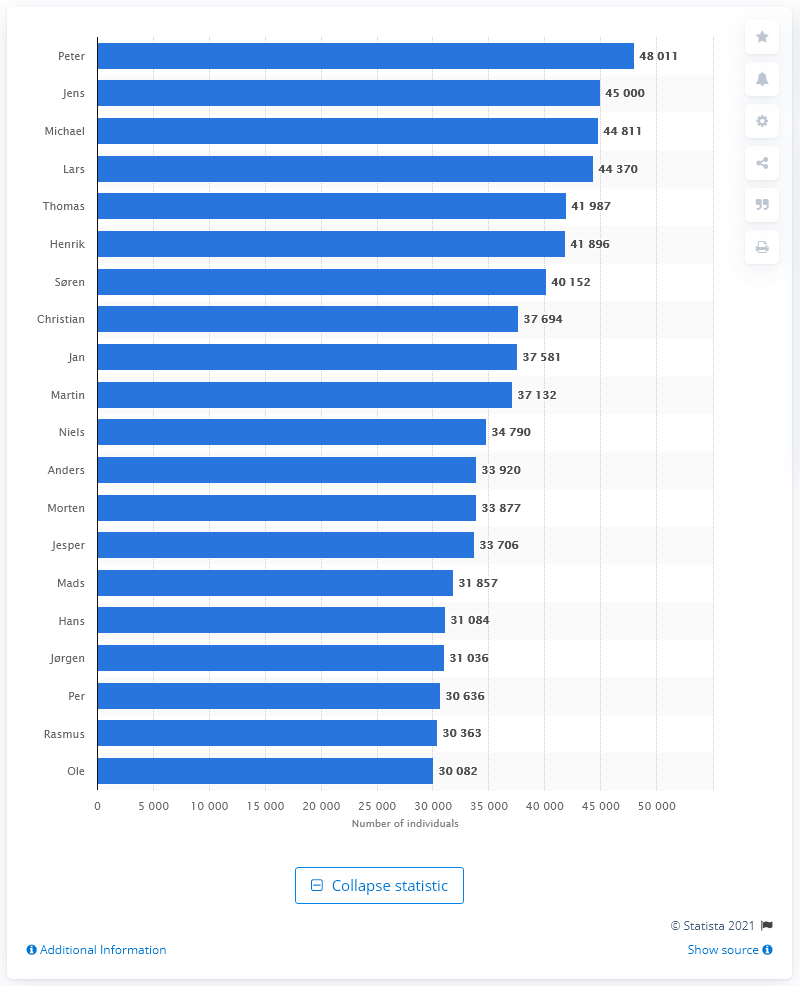 Peter 48 011
Jens 45 000
Michael 44 811
Lars 44 370
Thomas 41 987
Henrik 41 896
Søren 40 152
Christian 37 694
Jan 37 581
Martin 37 132
Niels 34 790
Anders 33 920
Morten 33 877
Jesper 33 706
Mads 31 857
Hans 31 084
Jørgen 31 036
Per 30 636
Rasmus 30 363
Ole 30 082
0 5 000 10 000 15 000 20 000 25 000 30 000 35 000 40 000 45 000 50 000
Number of individuals
Collapse statistic
© Statista 2021
Additional Information Show source